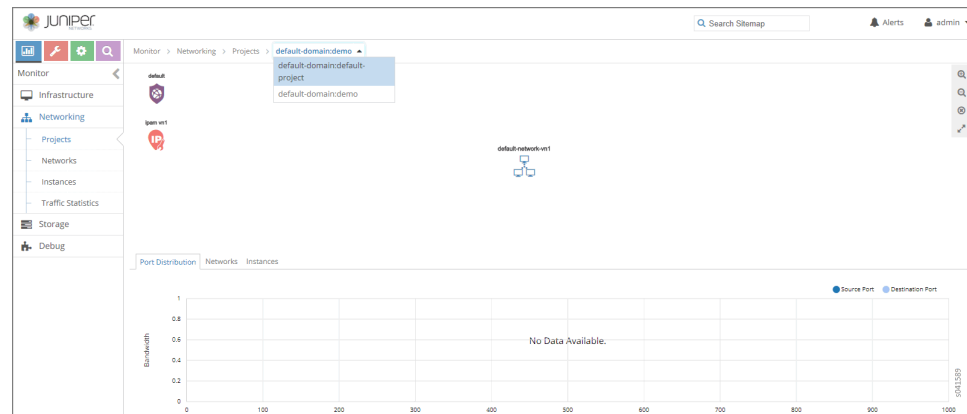 JUNIPER
NETWORKS
Search Sitemap
Alerts
admin
Monitor > Networking > Projects > default-domain:demo
default-domain:default-
project
default-domain:demo
Monitor
Infrastructure
Networking
Projects
Networks
Instances
Traffic Statistics
Storage
Debug
default
ipam vn1
IP
default-network-vn1
Port Distribution Networks Instances
Source Port Destination Port
Bandwidth
1
0.8
0.6
0.4
0.2
0
No Data Available.
0 100 200 300 400 500 600 700 800 900 1000
s041589